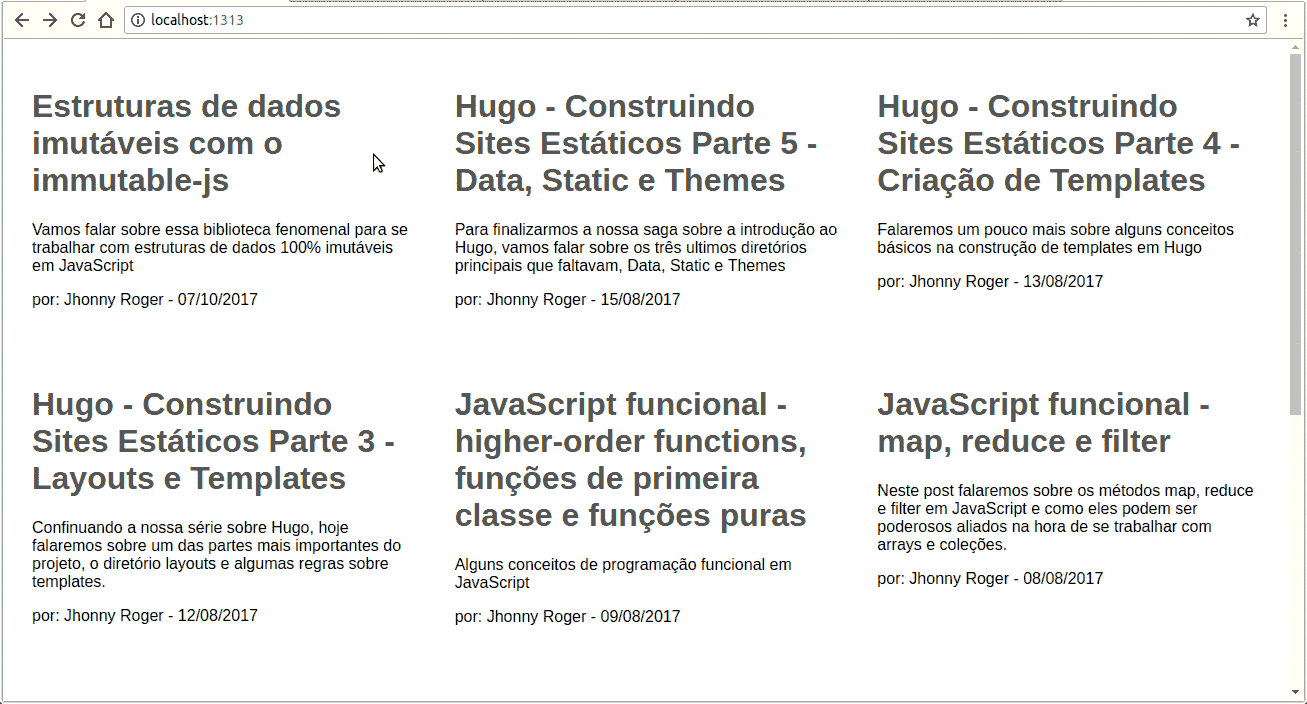 localhost:1313
Estruturas de dados
imutáveis com o
immutable-js
Vamos falar sobre essa biblioteca fenomenal para se
trabalhar com estruturas de dados 100% imutáveis
em JavaScript
por: Jhonny Roger - 07/10/2017
Hugo - Construindo
Sites Estáticos Parte 5 -
Data, Static e Themes
Para finalizarmos a nossa saga sobre a introdução ao
Hugo, vamos falar sobre os três ultimos diretórios
principais que faltavam, Data, Static e Themes
por: Jhonny Roger - 15/08/2017
Hugo - Construindo
Sites Estáticos Parte 4 -
Criação de Templates
Falaremos um pouco mais sobre alguns conceitos
básicos na construção de templates em Hugo
por: Jhonny Roger - 13/08/2017
Hugo - Construindo
Sites Estáticos Parte 3 -
Layouts e Templates
Confinuando a nossa série sobre Hugo, hoje
falaremos sobre um das partes mais importantes do
projeto, o diretório layouts e algumas regras sobre
templates.
por: Jhonny Roger - 12/08/2017
JavaScript funcional -
higher-order functions,
funções de primeira
classe e funções puras
Alguns conceitos de programação funcional em
JavaScript
por: Jhonny Roger - 09/08/2017
JavaScript funcional -
map, reduce e filter
Neste post falaremos sobre os métodos map, reduce
e filter em JavaScript e como eles podem ser
poderosos aliados na hora de se trabalhar com
arrays e coleções.
por: Jhonny Roger - 08/08/2017